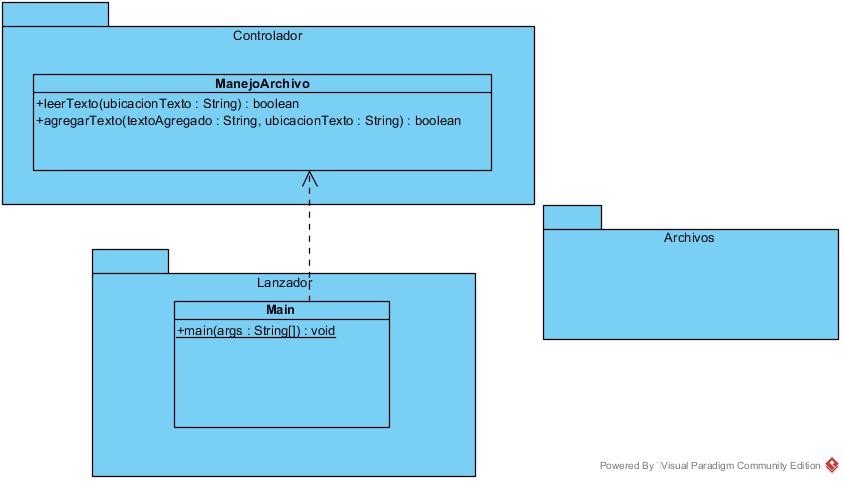 Controlador
ManejoArchivo
+leerTexto(ubicacionTexto : String) : boolean
+agregarTexto(textoAgregado : String, ubicacionTexto : String) : boolean
Archivos
Lanzador
Main
+main(args : String[]) : void
Powered By Visual Paradigm Community Edition